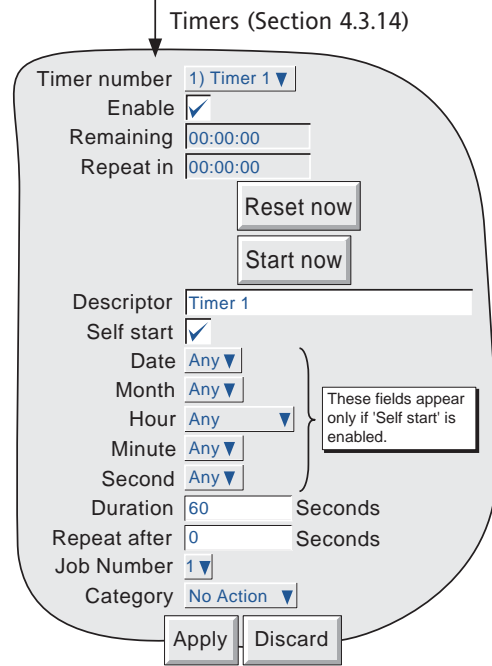 Timers (Section 4.3.14)
Timer number 1) Timer 1
Enable
Remaining 00:00:00
Repeat in 00:00:00
Reset now
Start now
Descriptor Timer 1
Self start
Date Any
Month Any
Hour Any
Minute Any
Second Any
These fields appear
only if 'Self start' is
enabled.
Duration 60 Seconds
Repeat after 0 Seconds
Job Number 1
Category No Action
Apply Discard